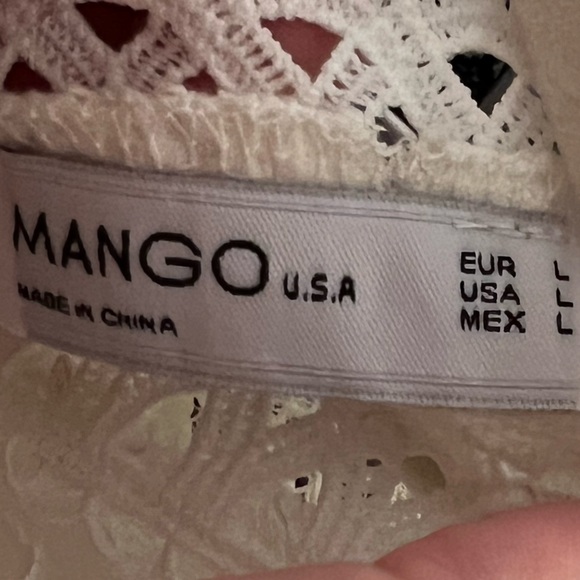 MANGO U.S.A
MADE IN CHINA
EUR L
USA L
MEX L